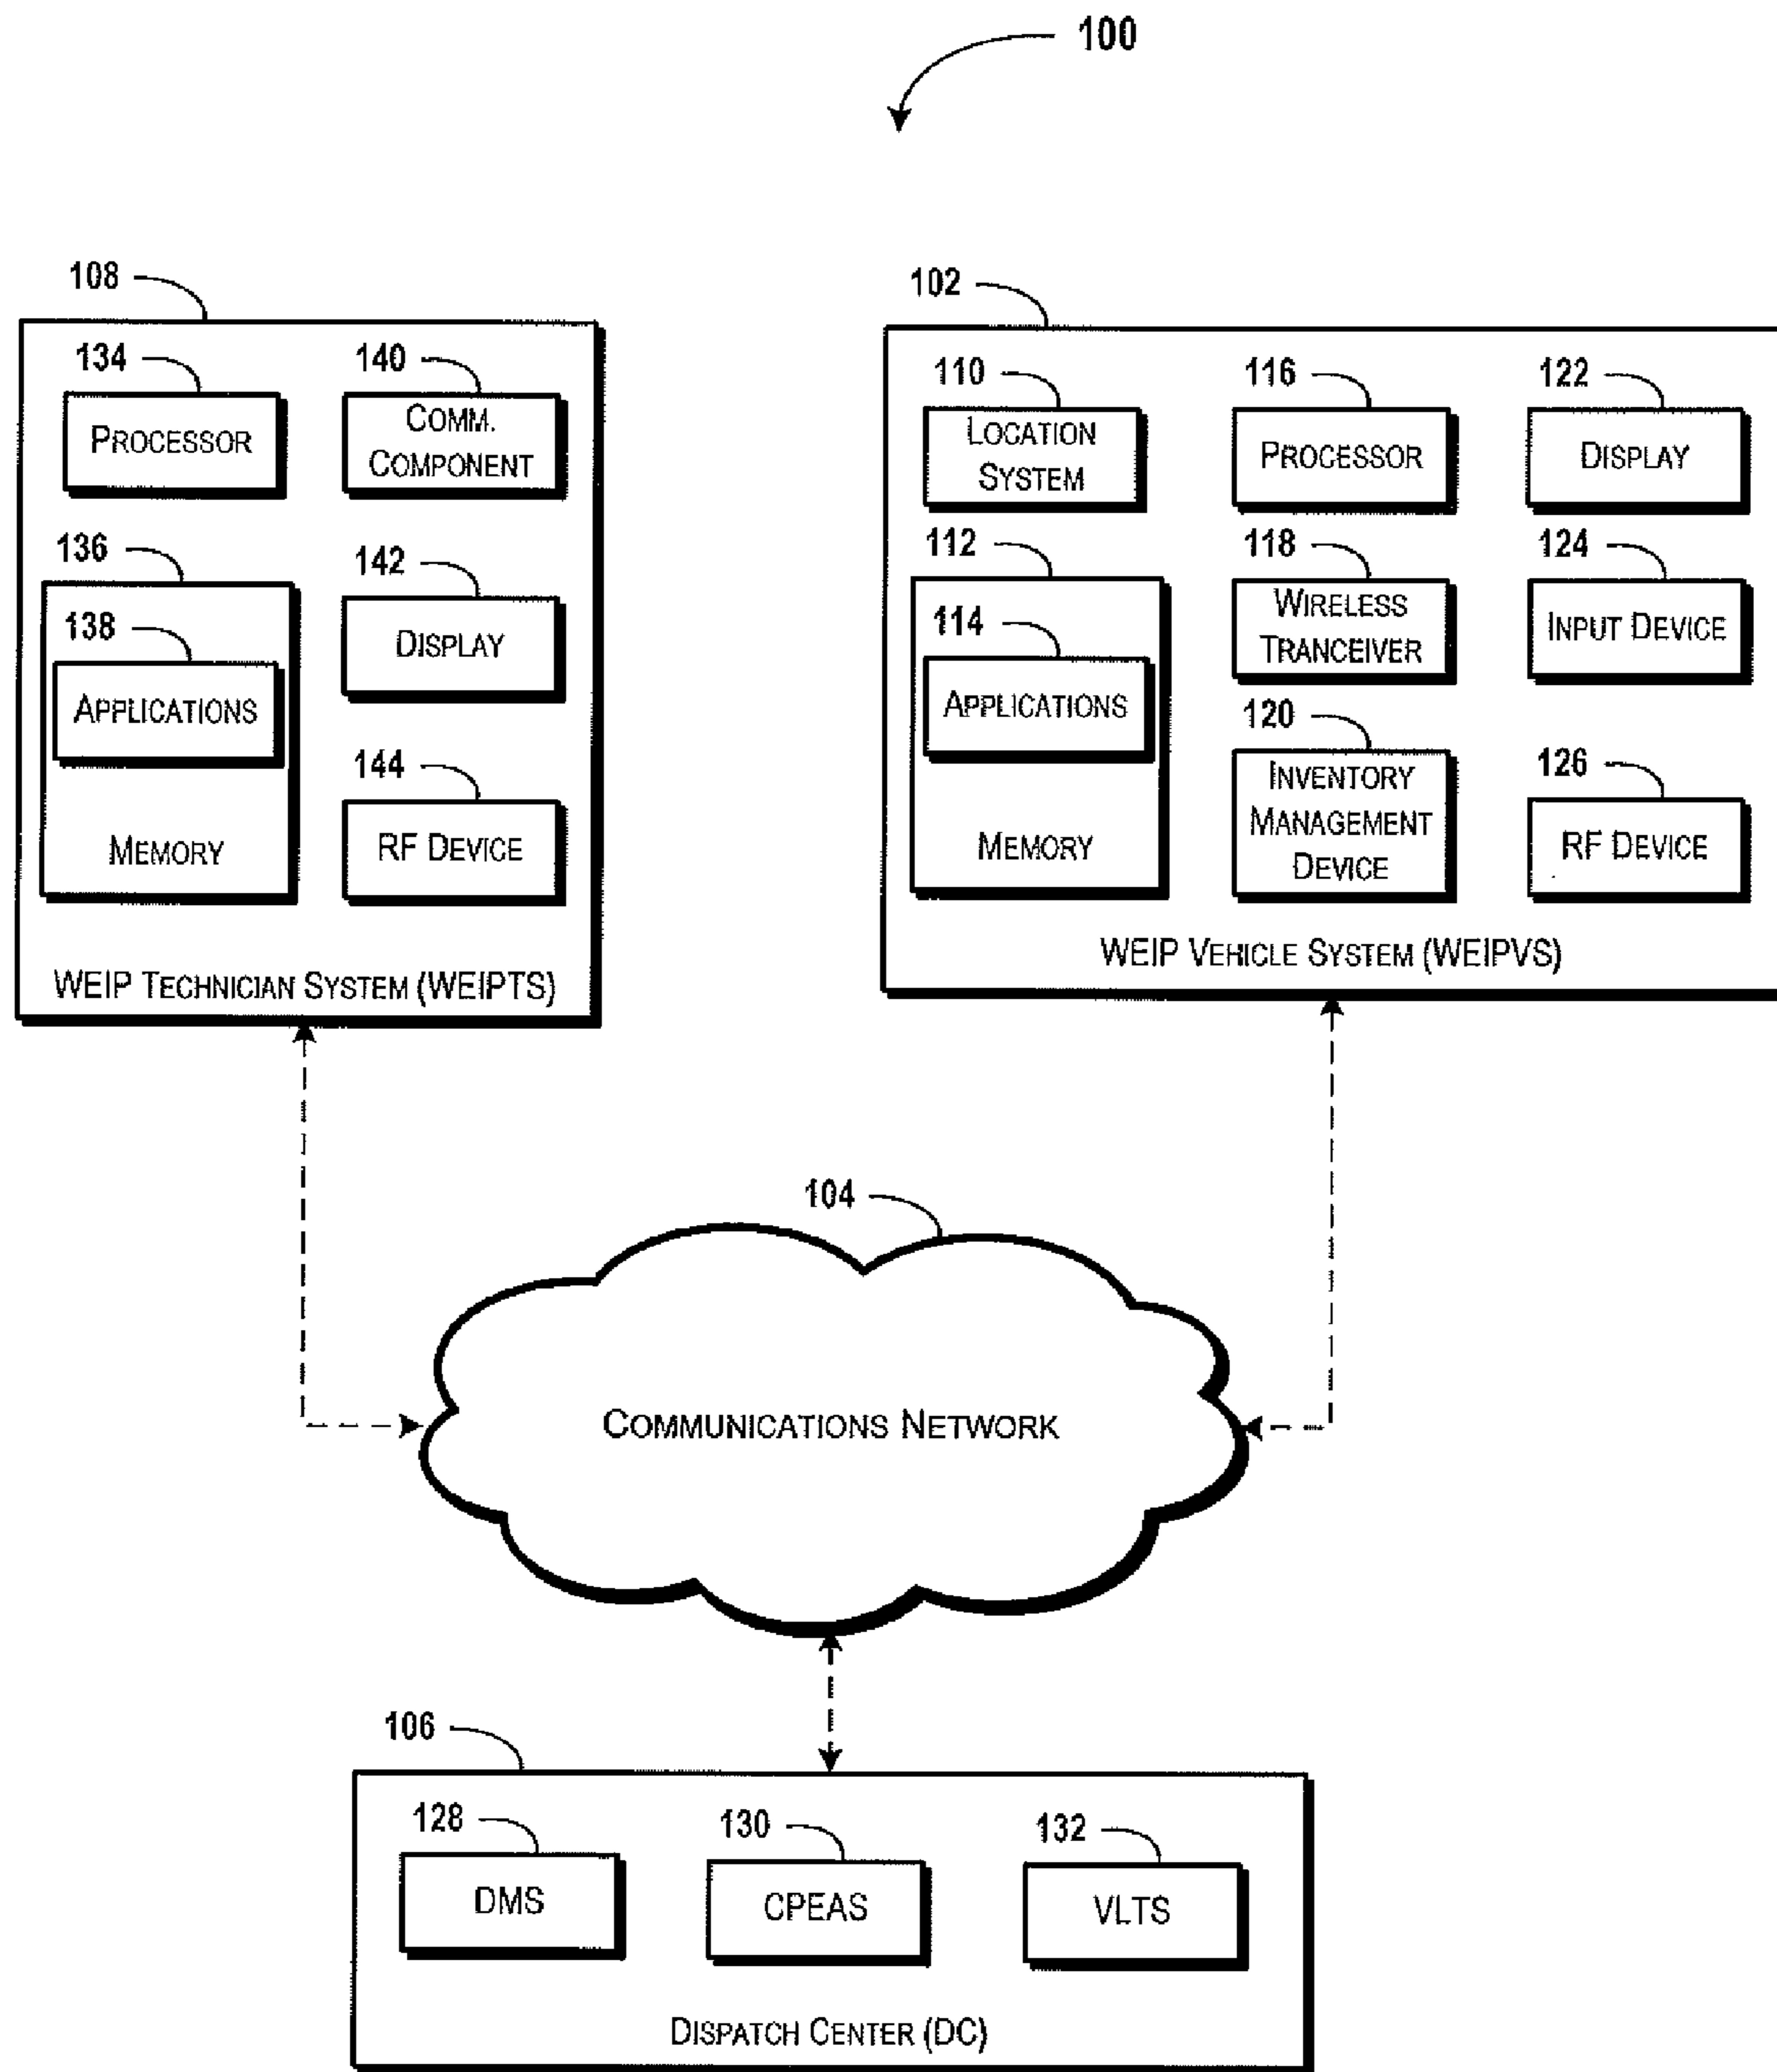 100
108
134
PROCESSOR
140
COMM.
COMPONENT
136
138
APPLICATIONS
MEMORY
142
DISPLAY
144
RF DEVICE
WEIP TECHNICIAN SYSTEM (WEIPTS)
102
110
LOCATION
SYSTEM
116
PROCESSOR
122
DISPLAY
112
114
APPLICATIONS
MEMORY
118
WIRELESS
TRANCEIVER
124
INPUT DEVICE
120
INVENTORY
MANAGEMENT
DEVICE
126
RF DEVICE
WEIP VEHICLE SYSTEM (WEIPVS)
104
COMMUNICATIONS NETWORK
106
128
DMS
130
CPEAS
132
VLTS
DISPATCH CENTER (DC)